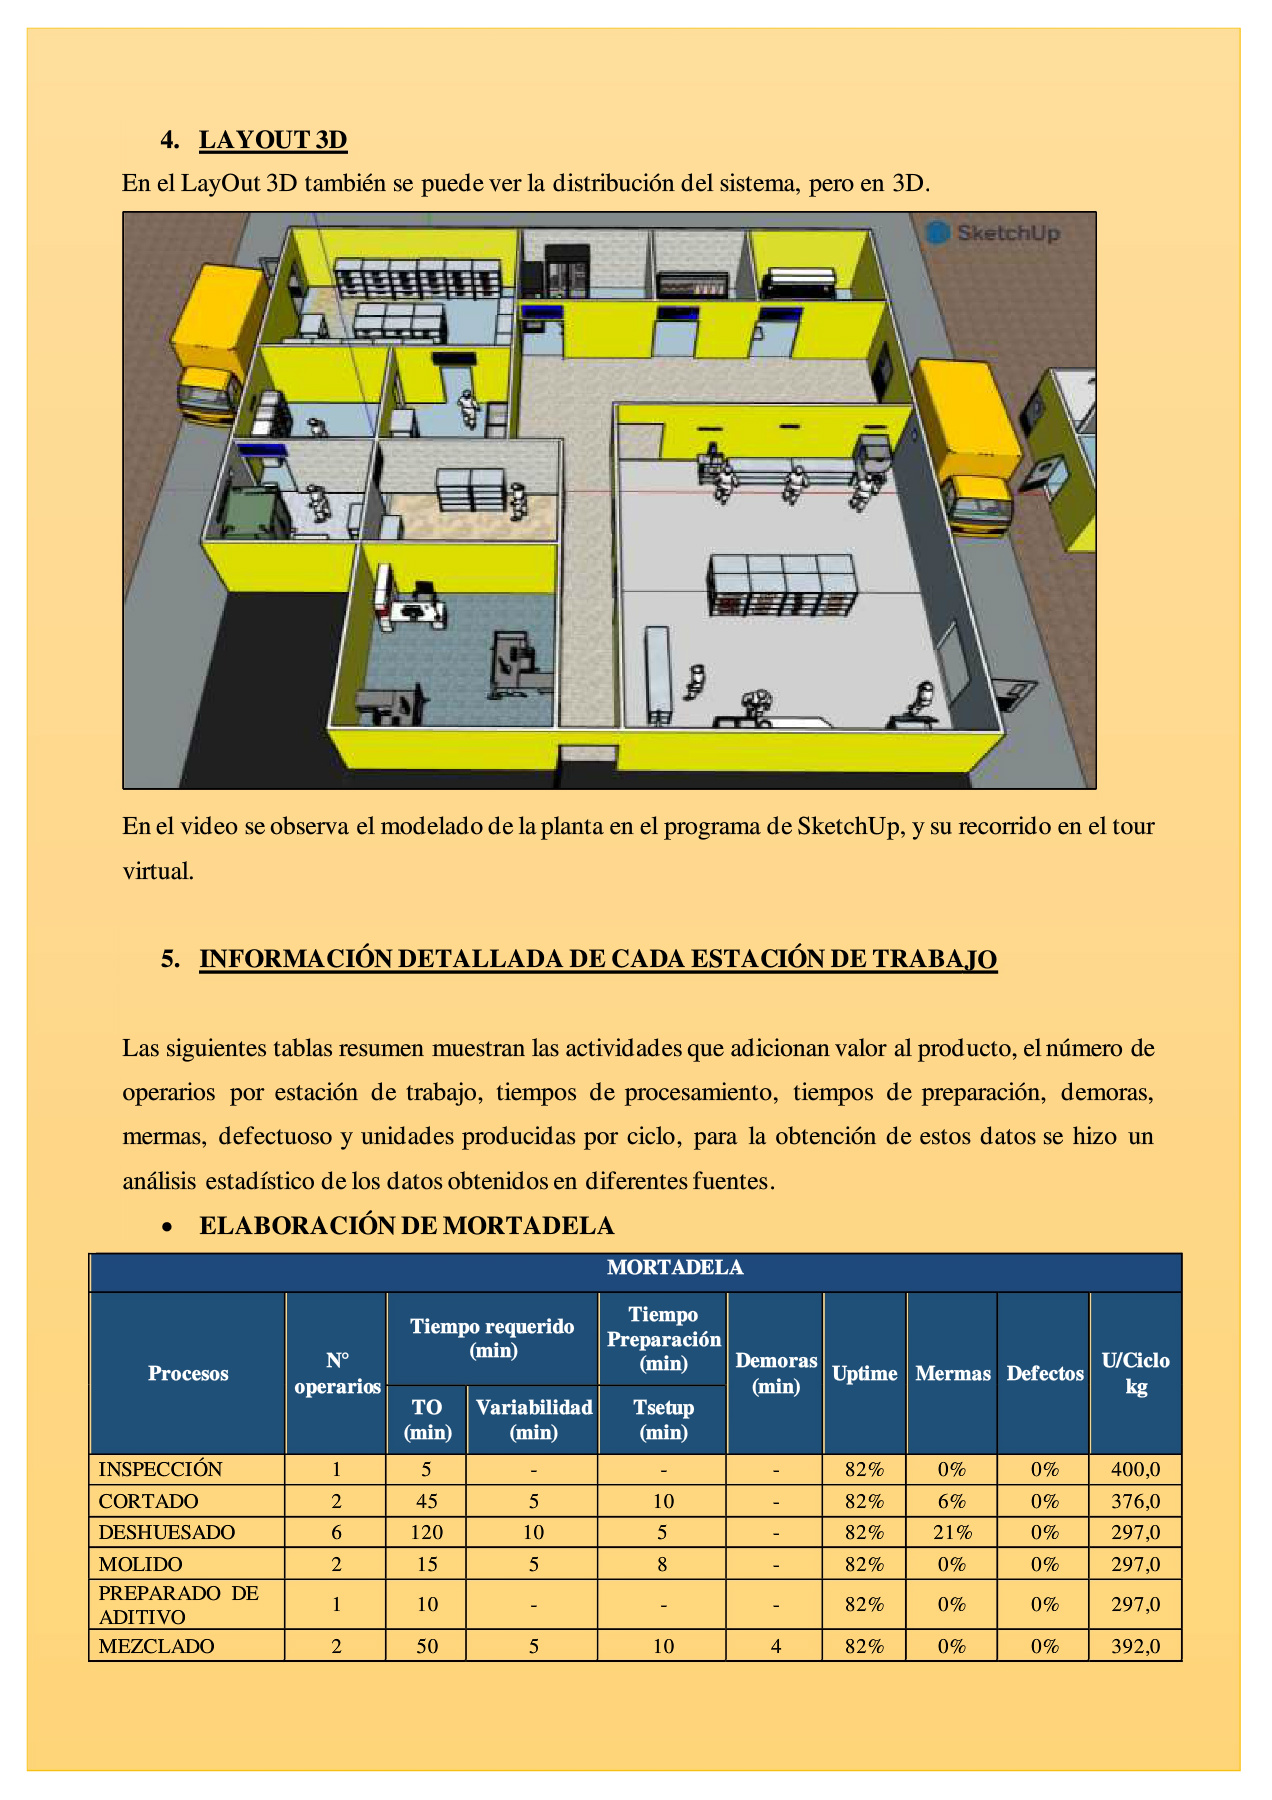 4. LAYOUT 3D
En el LayOut 3D también se puede ver la distribución del sistema, pero en 3D.
SketchUp
En el video se observa el modelado de la planta en el programa de SketchUp, y su recorrido en el tour
virtual.
5. INFORMACIÓN DETALLADA DE CADA ESTACIÓN DE TRABAJO
Las siguientes tablas resumen muestran las actividades que adicionan valor al producto, el número de
operarios por estación de trabajo, tiempos de procesamiento, tiempos de preparación, demoras,
mermas, defectuoso y unidades producidas por ciclo, para la obtención de estos datos se hizo un
análisis estadístico de los datos obtenidos en diferentes fuentes.
• ELABORACIÓN DE MORTADELA
MORTADELA
Procesos
N°
operarios
Tiempo requerido
(min)
TO
(min)
Variabilidad
(min)
Tiempo
Preparación
(min)
Tsetup
(min)
Demoras
(min)
Uptime
Mermas
Defectos
U/Ciclo
kg
INSPECCIÓN 1 5 - - - 82% 0% 0% 400,0
CORTADO 2 45 5 10 - 82% 6% 0% 376,0
DESHUESADO 6 120 10 5 - 82% 21% 0% 297,0
MOLIDO 2 15 5 8 - 82% 0% 0% 297,0
PREPARADO DE
ADITIVO 1 10 - - - 82% 0% 0% 297,0
MEZCLADO 2 50 5 10 4 82% 0% 0% 392,0